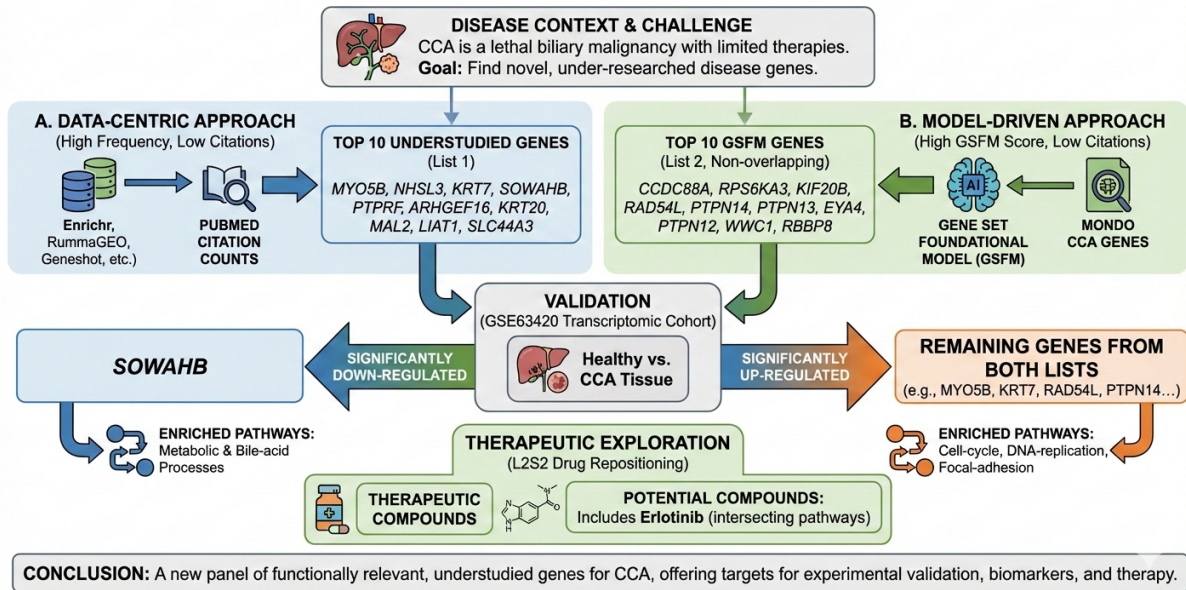 DISEASE CONTEXT & CHALLENGE
CCA is a lethal biliary malignancy with limited therapies.
Goal: Find novel, under-researched disease genes.
A. DATA-CENTRIC APPROACH
(High Frequency, Low Citations)
Enrichr,
RummaGEO,
Geneshot, etc.)
PUBMED
CITATION
COUNTS
TOP 10 UNDERSTUDIED GENES
(List 1)
MYO5B, NHSL3, KRT7, SOWAHB,
PTPRF, ARHGEF16, KRT20,
MAL2, LIAT1, SLC44A3
TOP 10 GSFM GENES
(List 2, Non-overlapping)
CCDC88A, RPS6KA3, KIF20B,
RAD54L, PTPN14, PTPN13, EYA4,
PTPN12, WWC1, RBBP8
B. MODEL-DRIVEN APPROACH
(High GSFM Score, Low Citations)
AI
GENE SET
FOUNDATIONAL
MODEL (GSFM)
MONDO
CCA GENES
VALIDATION
(GSE63420 Transcriptomic Cohort)
Healthy vs.
CCA Tissue
SIGNIFICANTLY
DOWN-REGULATED
SIGNIFICANTLY
UP-REGULATED
SOWAHB
ENRICHED PATHWAYS:
Metabolic & Bile-acid
Processes
REMAINING GENES FROM
BOTH LISTS
(e.g., MYO5B, KRT7, RAD54L, PTPN14...)
ENRICHED PATHWAYS:
Cell-cycle, DNA-replication,
Focal-adhesion
THERAPEUTIC EXPLORATION
(L2S2 Drug Repositioning)
THERAPEUTIC
COMPOUNDS
N
N
H
O
POTENTIAL COMPOUNDS:
Includes Erlotinib (intersecting pathways)
CONCLUSION: A new panel of functionally relevant, understudied genes for CCA, offering targets for experimental validation, biomarkers, and therapy.